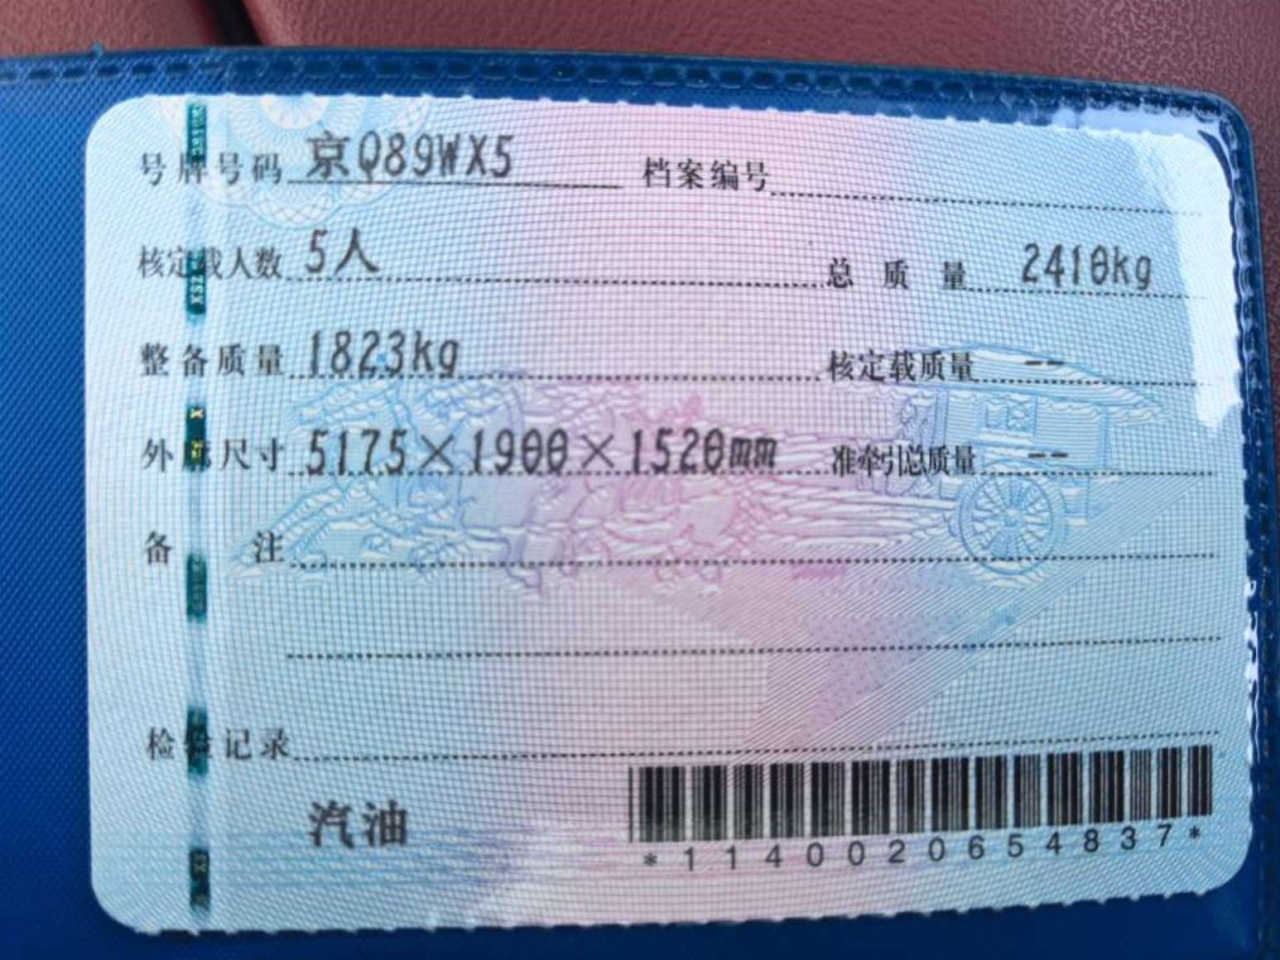 号牌号码 京Q89WX5 档案编号
核定载人数 5人 总质量 2410kg
整备质量 1823kg 核定载质量 --
外廓尺寸 5175×1900×1520mm 准牵引总质量 --
备注
检验记录
汽油
*1140020654837*